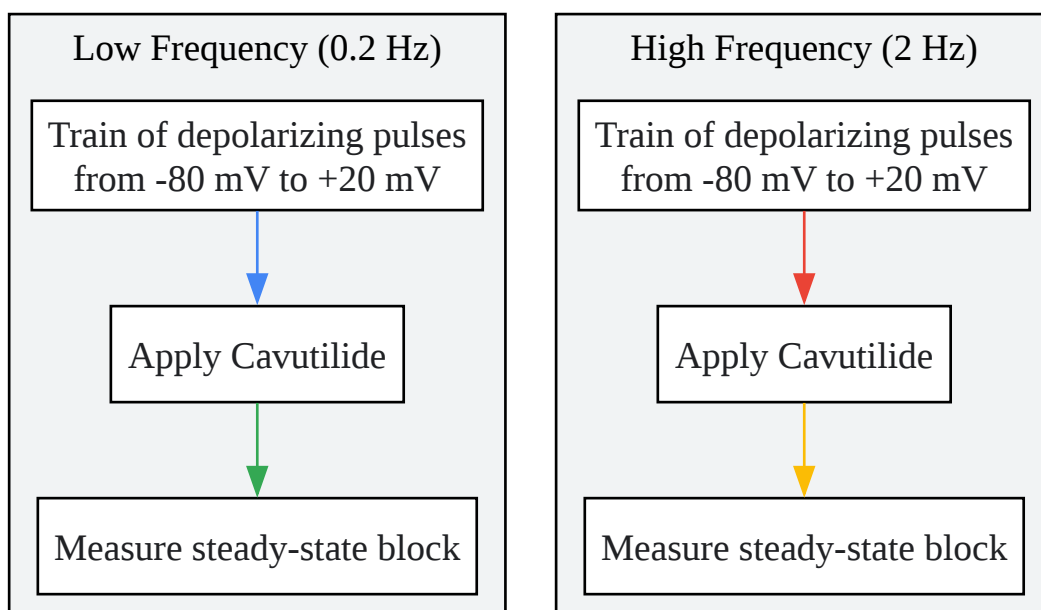 Low Frequency (0.2 Hz)
Train of depolarizing pulses
from -80 mV to +20 mV
Apply Cavutilide
Measure steady-state block
High Frequency (2 Hz)
Train of depolarizing pulses
from -80 mV to +20 mV
Apply Cavutilide
Measure steady-state block